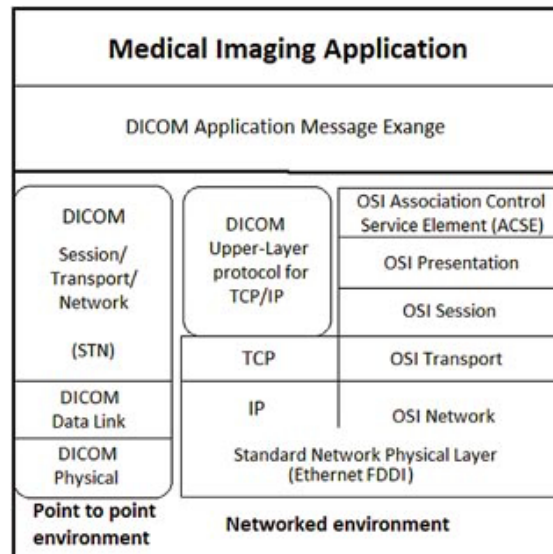 Medical Imaging Application
DICOM Application Message Exange
DICOM
Session/
Transport/
Network
(STN)
DICOM
Data Link
DICOM
Physical
Point to point
environment
DICOM
Upper-Layer
protocol for
TCP/IP
TCP
IP
OSI Association Control
Service Element (ACSE)
OSI Presentation
OSI Session
OSI Transport
OSI Network
Standard Network Physical Layer
(Ethernet FDDI)
Networked environment